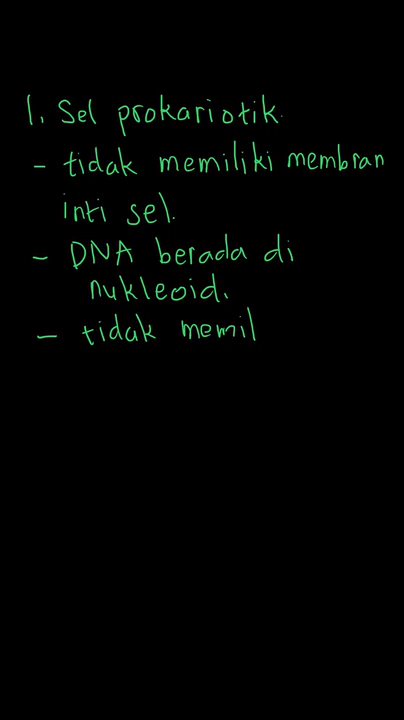 1. Sel prokariotik.
- tidak memiliki membran
inti sel.
- DNA berada di
nukleoid.
- tidak memil